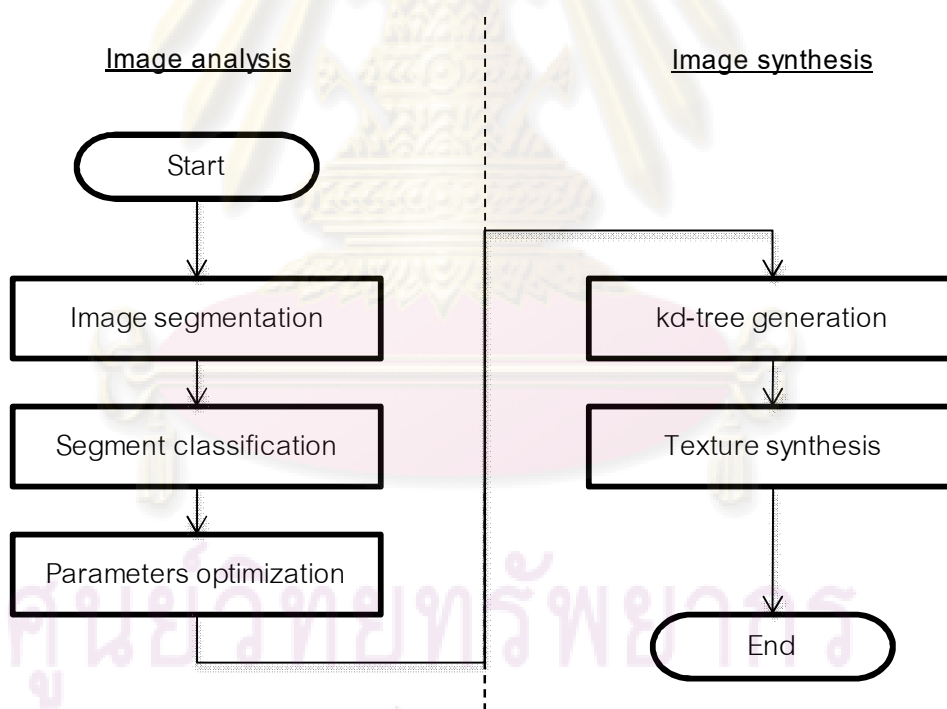 Image analysis
Start
Image segmentation
Segment classification
Parameters optimization
Image synthesis
kd-tree generation
Texture synthesis
End
ศูนย์วิทยทรัพยากร